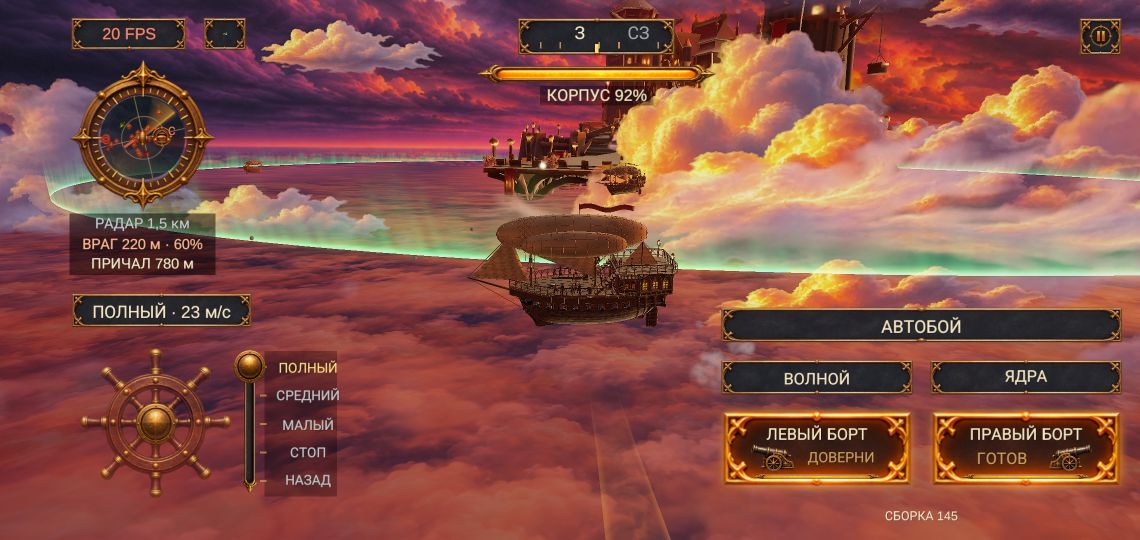 20 FPS
З СЗ
КОРПУС 92%
С
РАДАР 1,5 км
ВРАГ 220 м · 60%
ПРИЧАЛ 780 м
ПОЛНЫЙ · 23 м/с
ПОЛНЫЙ
СРЕДНИЙ
МАЛЫЙ
СТОП
НАЗАД
АВТОБОЙ
ВОЛНОЙ
ЯДРА
ЛЕВЫЙ БОРТ
ДОВЕРНИ
ПРАВЫЙ БОРТ
ГОТОВ
СБОРКА 145